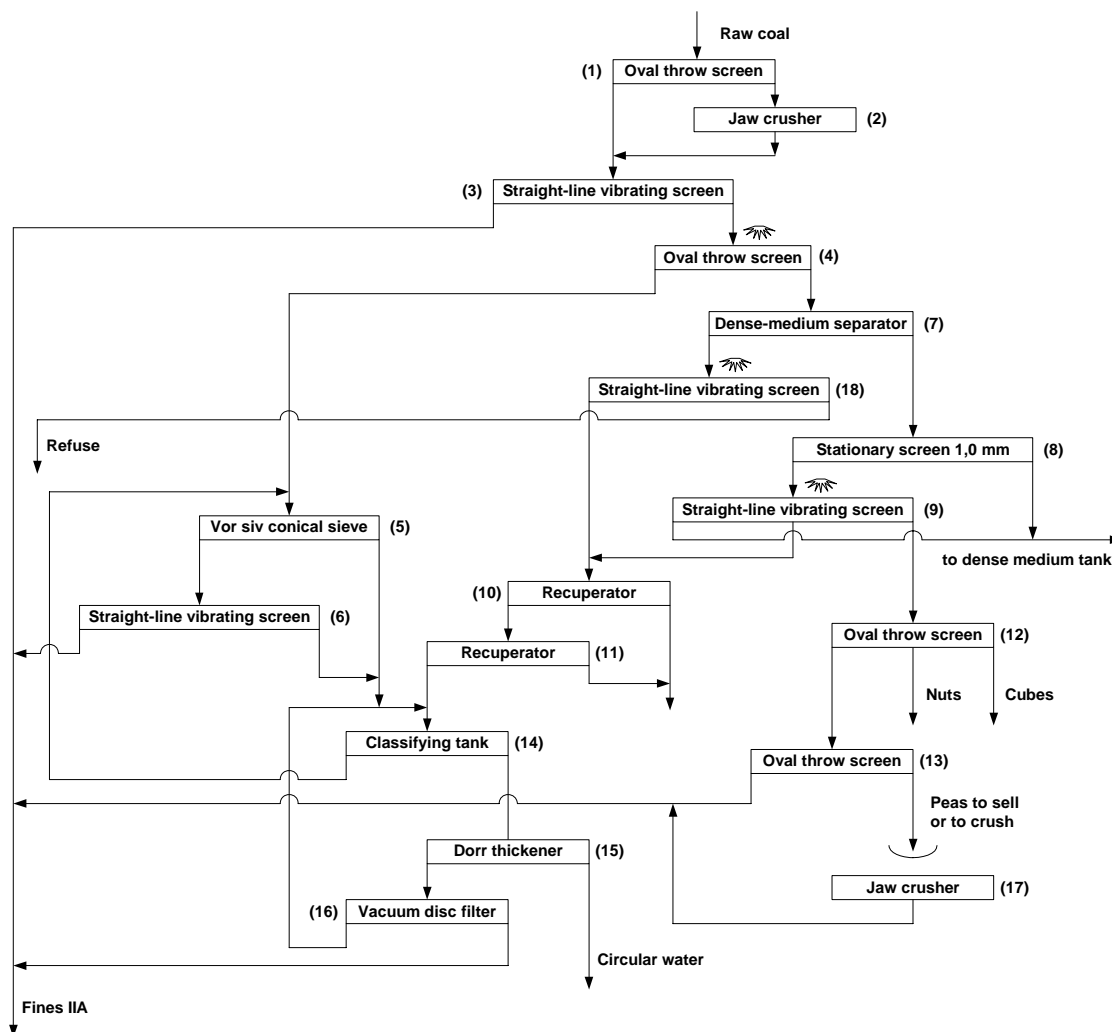 Raw coal
(1)
Oval throw screen
Jaw crusher
(2)
(3)
Straight-line vibrating screen
Oval throw screen
(4)
Dense-medium separator
(7)
Straight-line vibrating screen
(18)
Refuse
Stationary screen 1,0 mm
(8)
Straight-line vibrating screen
(9)
Vor siv conical sieve
(5)
to dense medium tank
(10)
Recuperator
Straight-line vibrating screen
(6)
Oval throw screen
(12)
Recuperator
(11)
Nuts
Cubes
Classifying tank
(14)
Oval throw screen
(13)
Peas to sell
or to crush
Dorr thickener
(15)
Jaw crusher
(17)
(16)
Vacuum disc filter
Circular water
Fines IIA